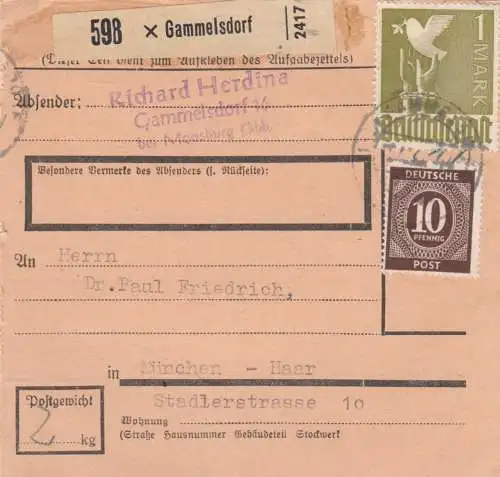 598 × Gammelsdorf
2417
(Dieser Teil dient zum Aufkleben des Aufgabezettels)
Absender:
Richard Herdina
Gammelsdorf
bei Moosburg Obb.
1
MARK
Deutsche Post
Besondere Vermerke des Absenders (s. Rückseite):
DEUTSCHE
10
PFENNIG
POST
An Herrn
Dr.Paul Friedrich,
in München - Haar
Stadlerstrasse 10
Wohnung
(Straße Hausnummer Gebäudeteil Stockwerk
Postgewicht
2 kg